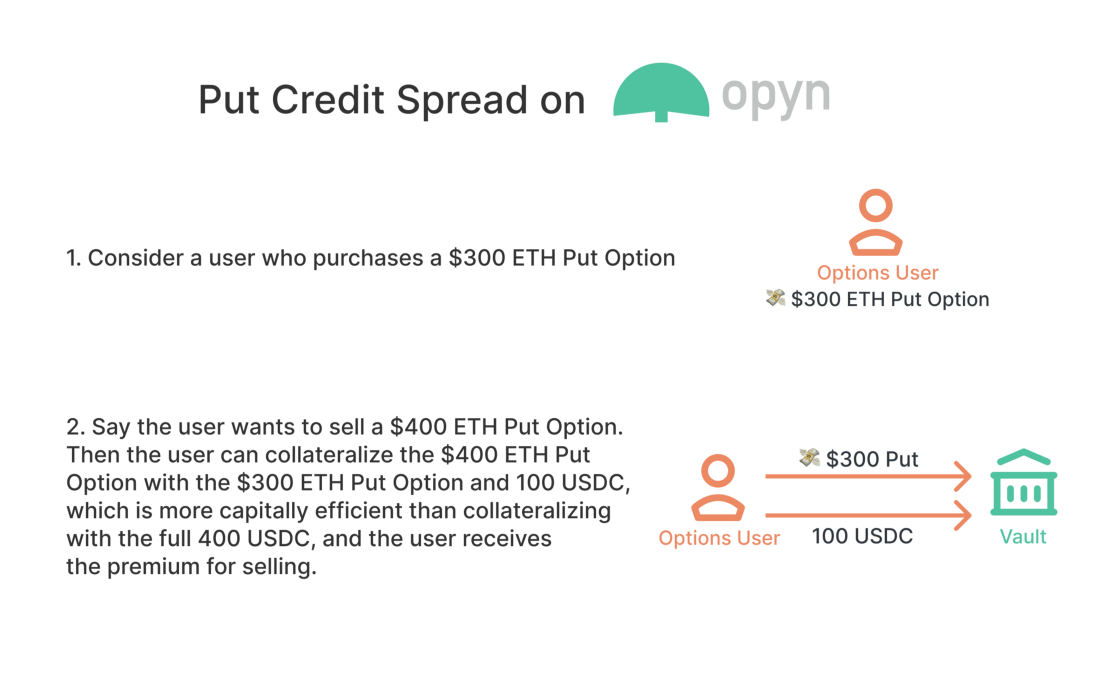 Put Credit Spread on opyn
1. Consider a user who purchases a $300 ETH Put Option
Options User
💸 $300 ETH Put Option
2. Say the user wants to sell a $400 ETH Put Option.
Then the user can collateralize the $400 ETH Put
Option with the $300 ETH Put Option and 100 USDC,
which is more capitally efficient than collateralizing
with the full 400 USDC, and the user receives
the premium for selling.
💸 $300 Put
Options User
100 USDC
Vault